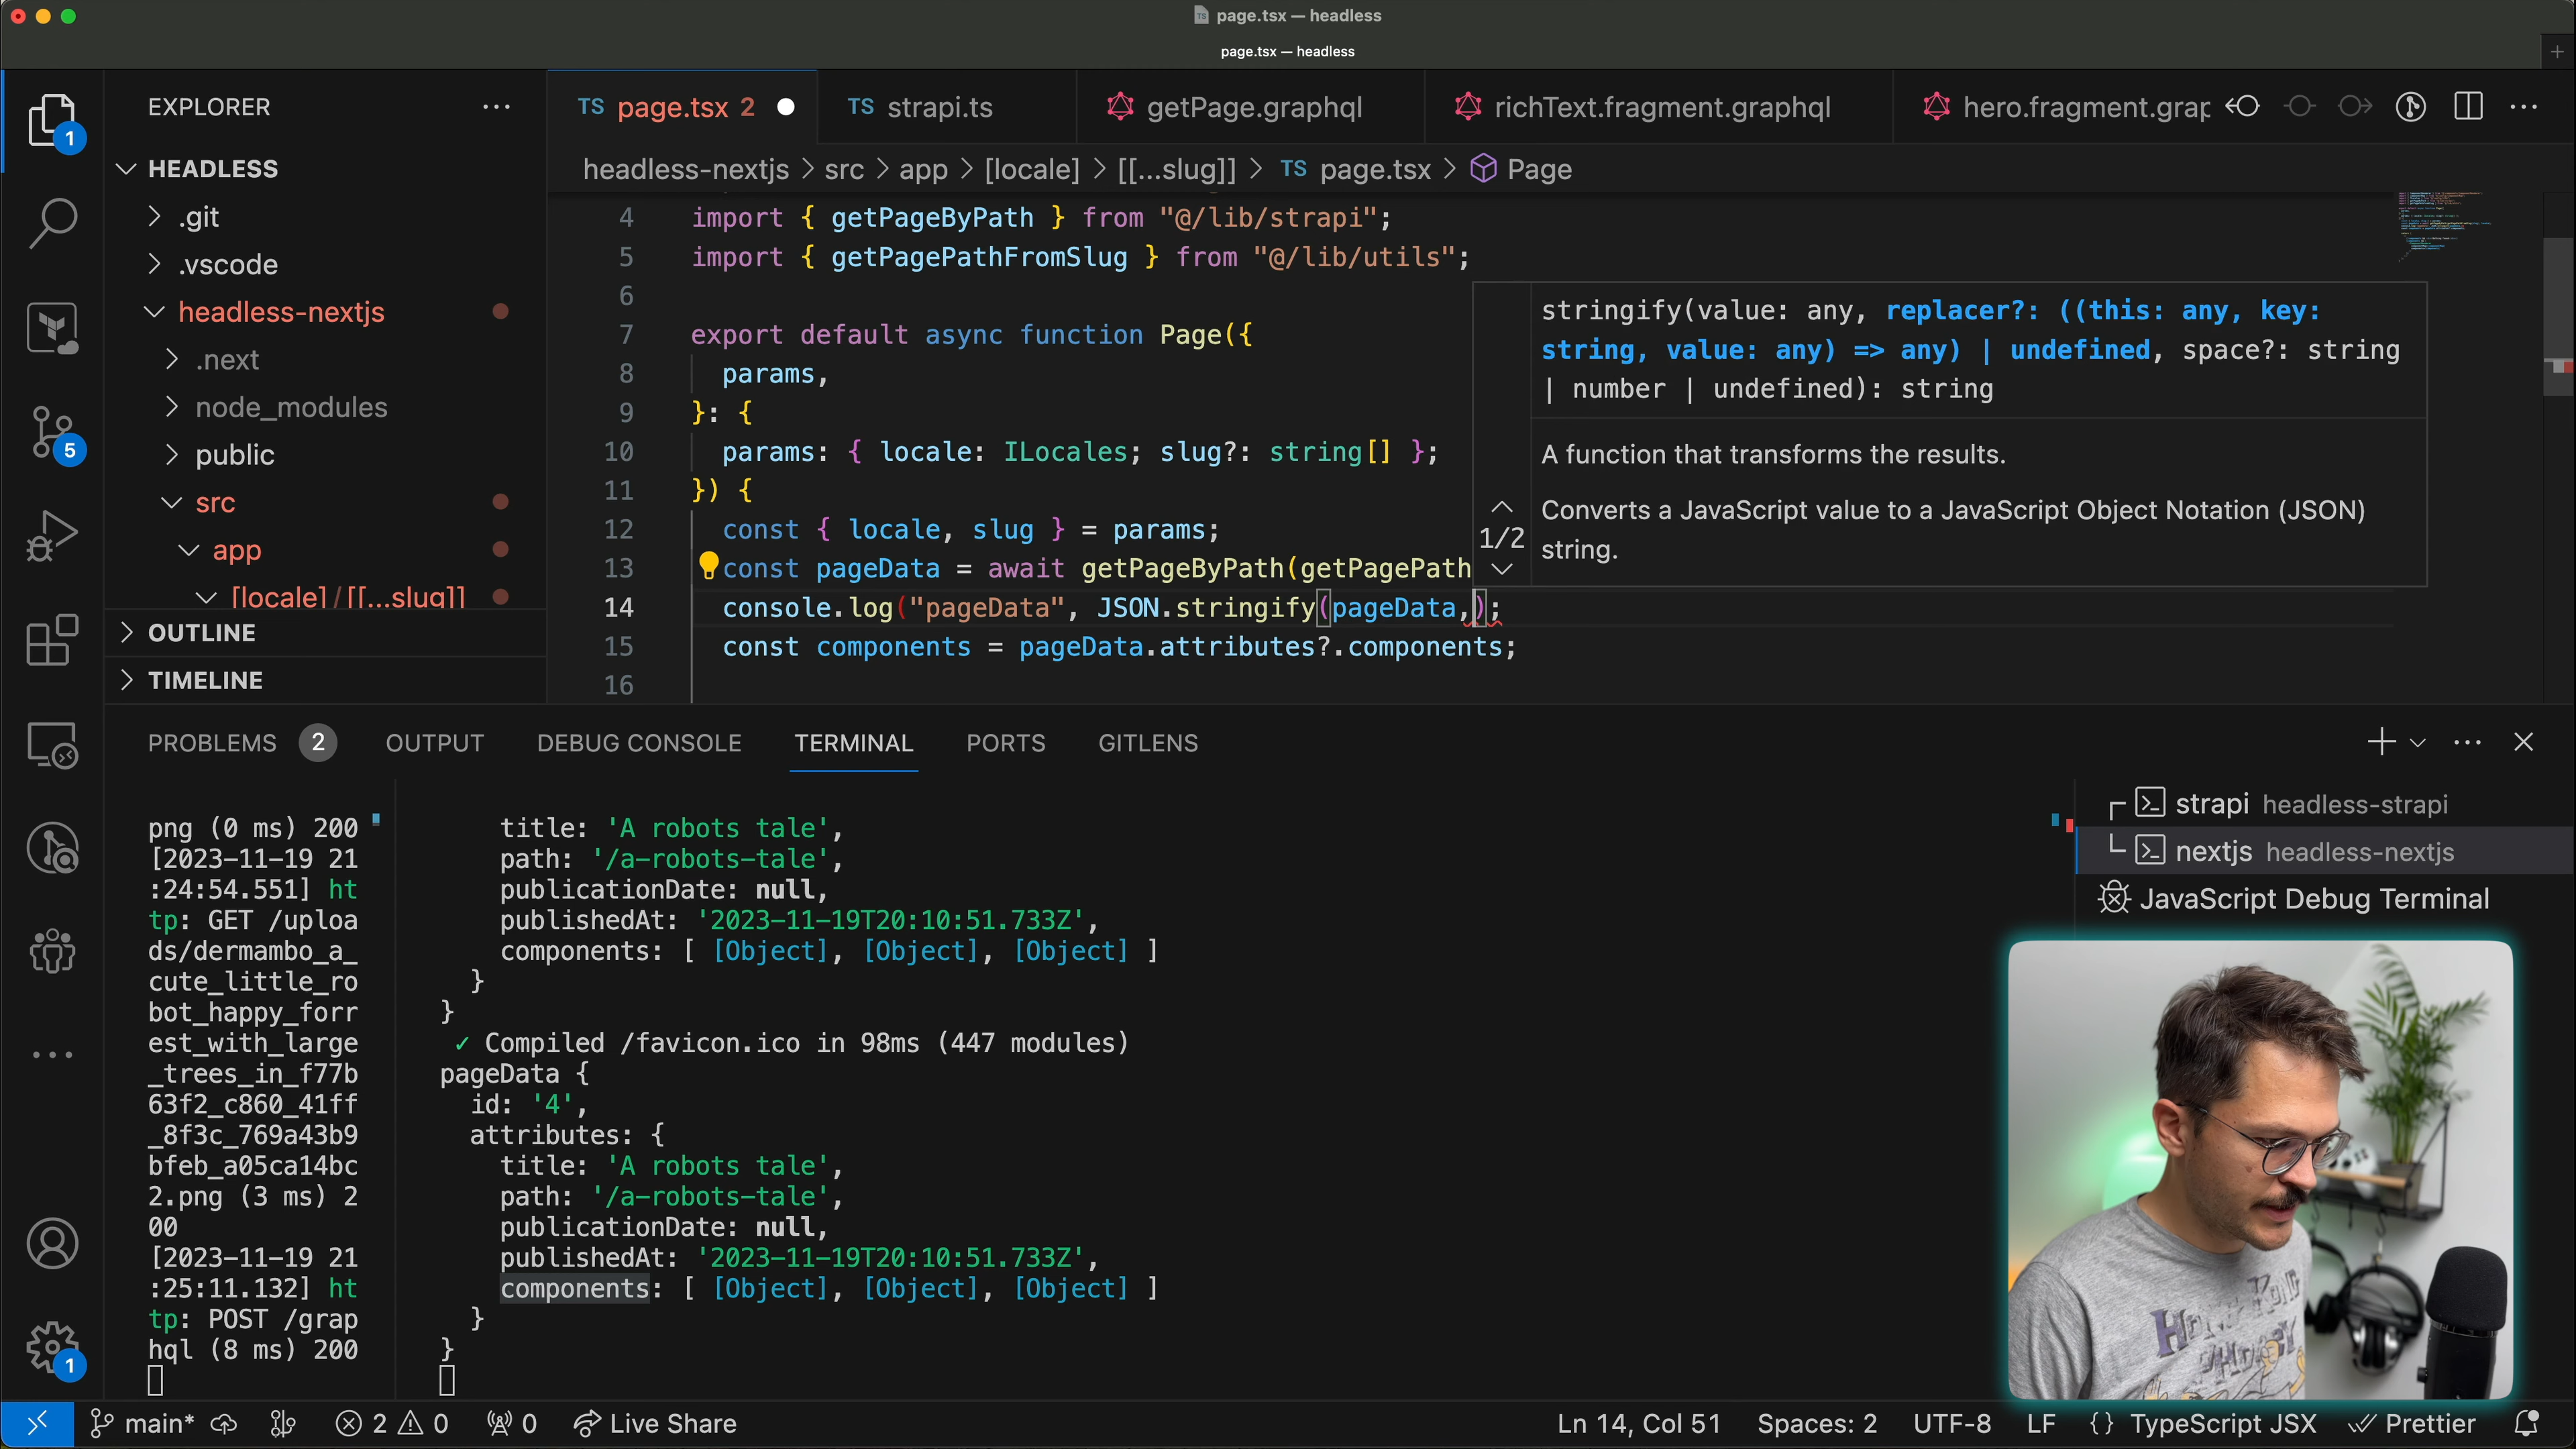 page.tsx — headless
page.tsx — headless
EXPLORER
HEADLESS
.git
.vscode
headless-nextjs
.next
node_modules
public
src
app
[locale]/[[...slug]]
OUTLINE
TIMELINE
1
5
1
TS page.tsx 2
TS strapi.ts
getPage.graphql
richText.fragment.graphql
hero.fragment.grap
headless-nextjs > src > app > [locale] > [[...slug]] > TS page.tsx > Page
4 import { getPageByPath } from "@/lib/strapi";
5 import { getPagePathFromSlug } from "@/lib/utils";
6
7 export default async function Page({
8 params,
9 }: {
10 params: { locale: ILocales; slug?: string[] };
11 }) {
12 const { locale, slug } = params;
13 const pageData = await getPageByPath(getPagePath
14 console.log("pageData", JSON.stringify(pageData,);
15 const components = pageData.attributes?.components;
16
stringify(value: any, replacer?: ((this: any, key:
string, value: any) => any) | undefined, space?: string
| number | undefined): string
A function that transforms the results.
1/2
Converts a JavaScript value to a JavaScript Object Notation (JSON)
string.
PROBLEMS 2 OUTPUT DEBUG CONSOLE TERMINAL PORTS GITLENS
png (0 ms) 200
[2023-11-19 21
:24:54.551] ht
tp: GET /uploa
ds/dermambo_a_
cute_little_ro
bot_happy_forr
est_with_large
_trees_in_f77b
63f2_c860_41ff
_8f3c_769a43b9
bfeb_a05ca14bc
2.png (3 ms) 2
00
[2023-11-19 21
:25:11.132] ht
tp: POST /grap
hql (8 ms) 200
title: 'A robots tale',
path: '/a-robots-tale',
publicationDate: null,
publishedAt: '2023-11-19T20:10:51.733Z',
components: [ [Object], [Object], [Object] ]
}
}
✓ Compiled /favicon.ico in 98ms (447 modules)
pageData {
id: '4',
attributes: {
title: 'A robots tale',
path: '/a-robots-tale',
publicationDate: null,
publishedAt: '2023-11-19T20:10:51.733Z',
components: [ [Object], [Object], [Object] ]
}
}
strapi headless-strapi
nextjs headless-nextjs
JavaScript Debug Terminal
main* 2 0 0 Live Share
Ln 14, Col 51 Spaces: 2 UTF-8 LF {} TypeScript JSX Prettier